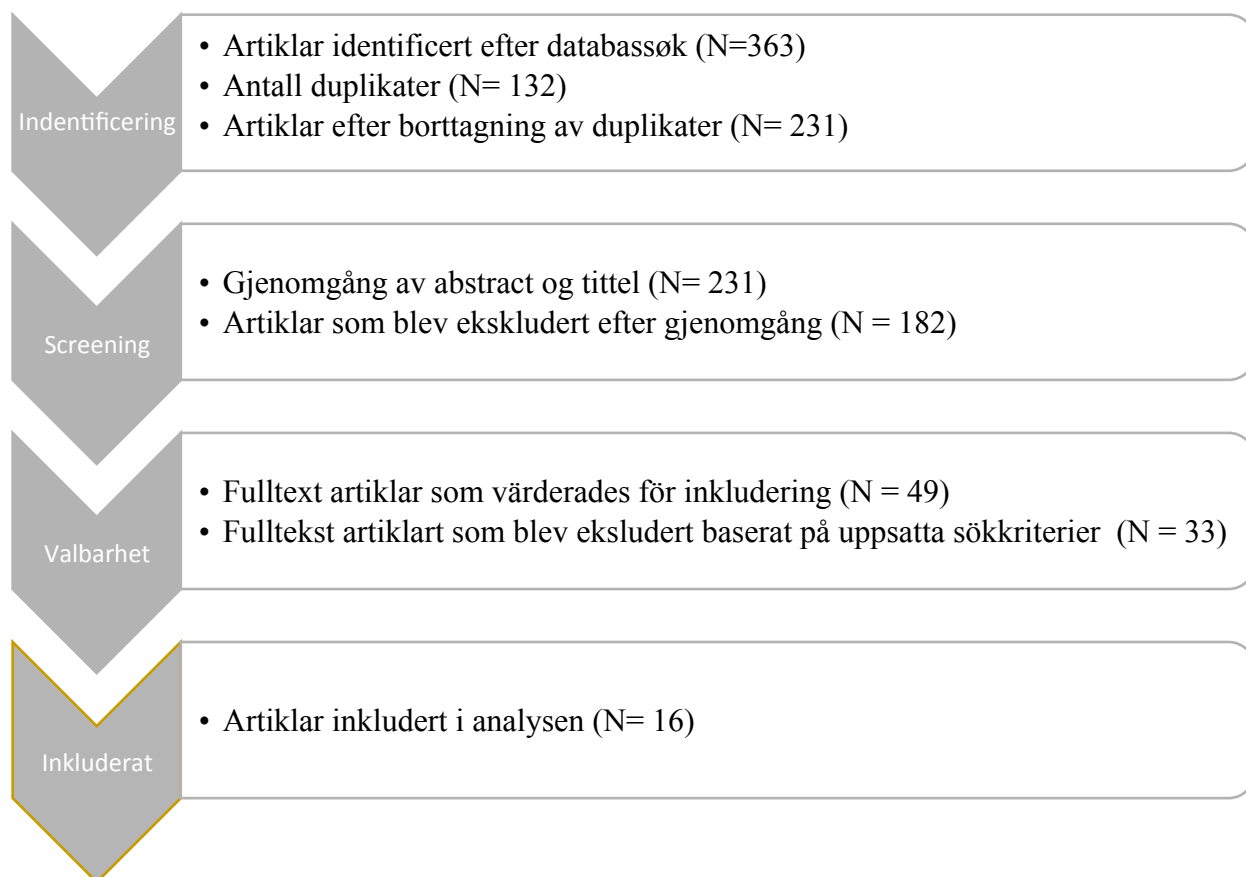 Indentificering
• Artiklar identificert efter databassøk (N=363)
• Antall duplikater (N= 132)
• Artiklar efter borttagning av duplikater (N= 231)
Screening
• Gjenomgång av abstract og tittel (N= 231)
• Artiklar som blev ekskludert efter gjenomgång (N = 182)
Valbarhet
• Fulltext artiklar som värderades för inkludering (N = 49)
• Fulltekst artiklart som blev eksludert baserat på uppsatta sökkriterier (N = 33)
Inkluderat
• Artiklar inkludert i analysen (N= 16)